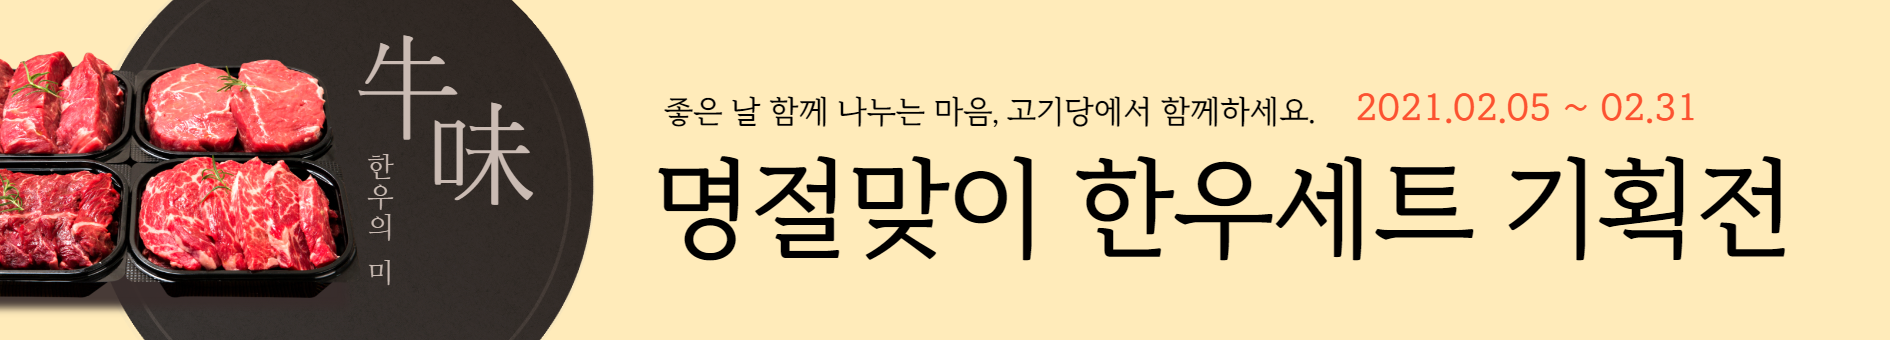 牛味
한우의 미
좋은 날 함께 나누는 마음, 고기당에서 함께하세요. 2021.02.05 ~ 02.31
명절맞이 한우세트 기획전